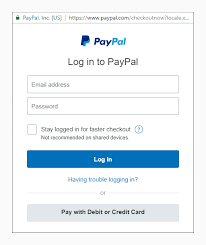 PayPal, Inc. [US] | https://www.paypal.com/checkoutnow?locale.x...
PayPal
Log in to PayPal
Email address
Password
Stay logged in for faster checkout ?
Not recommended on shared devices.
Log In
Having trouble logging in?
or
Pay with Debit or Credit Card